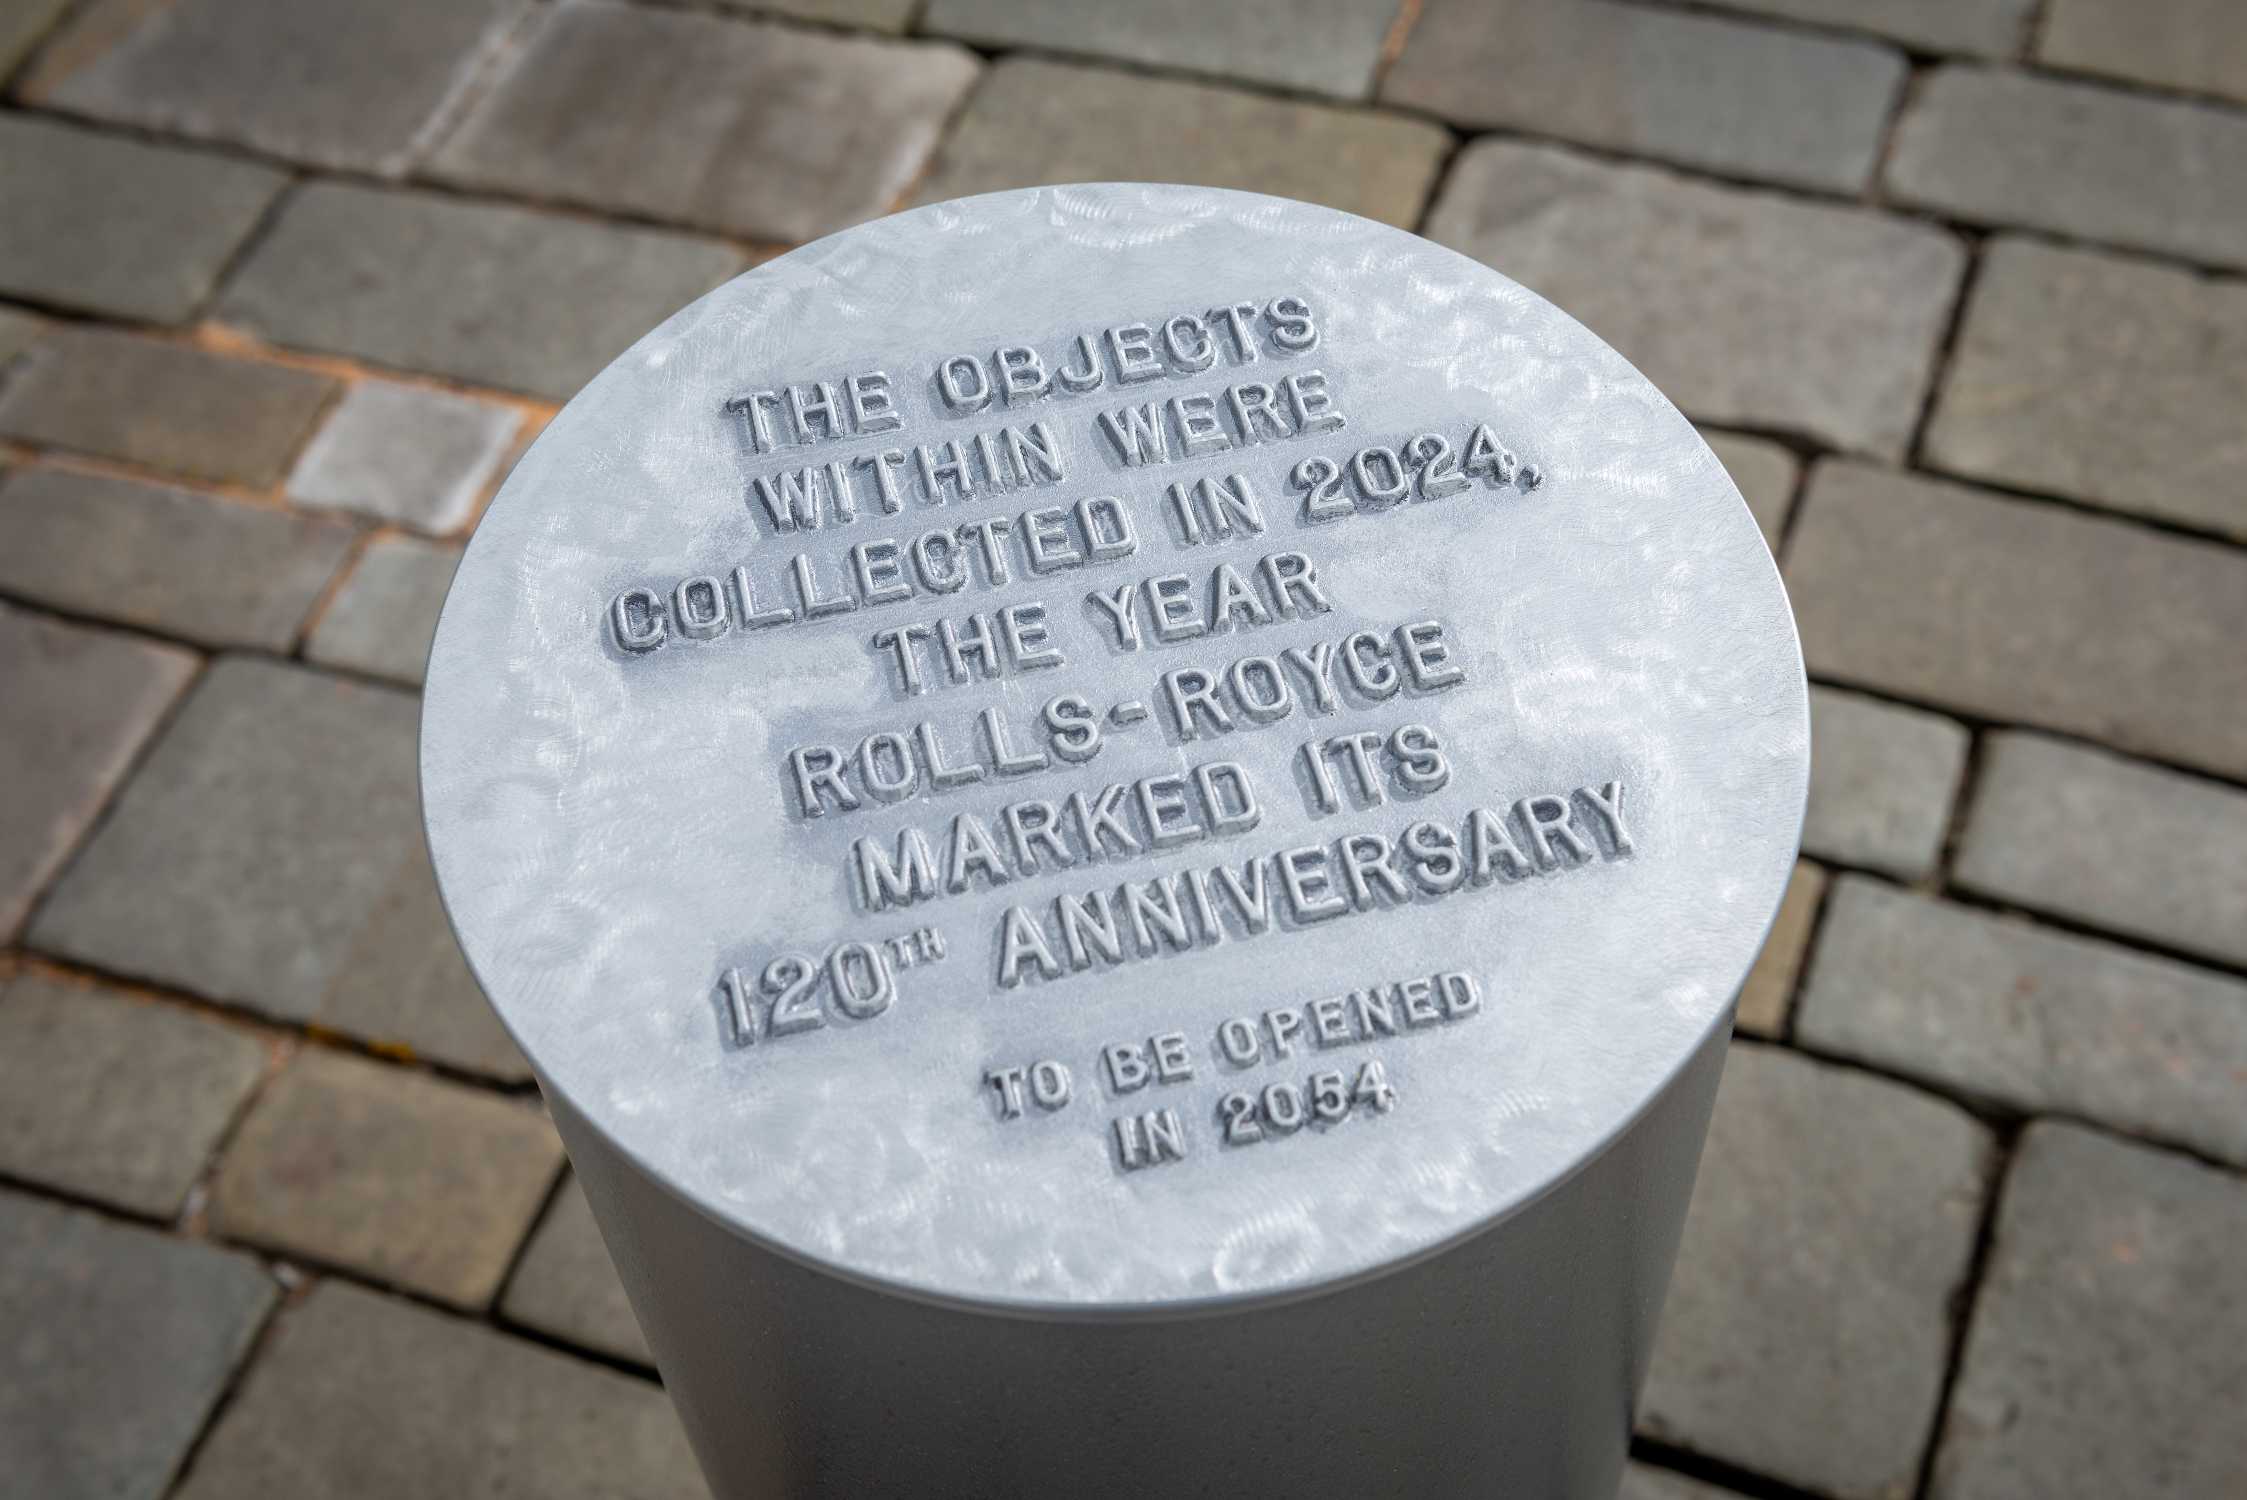 THE OBJECTS
WITHIN WERE
COLLECTED IN 2024,
THE YEAR
ROLLS-ROYCE
MARKED ITS
120TH ANNIVERSARY
TO BE OPENED
IN 2054